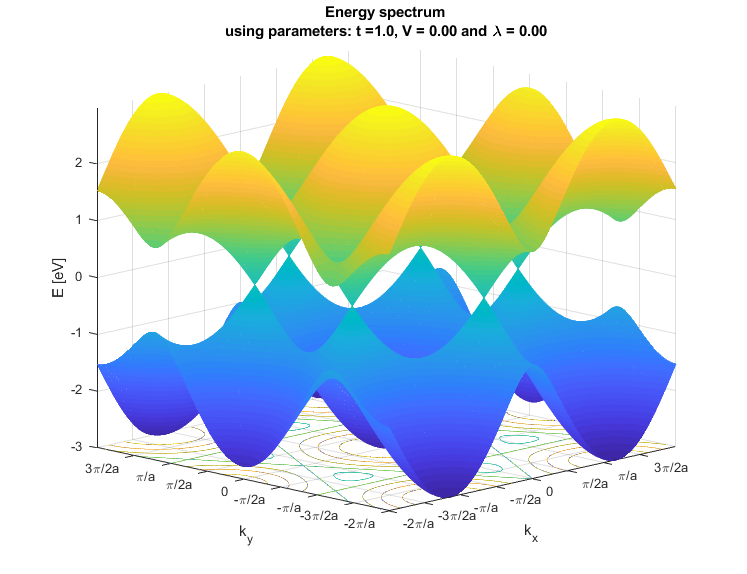 Energy spectrum
using parameters: t =1.0, V = 0.00 and λ = 0.00
E [eV]
2
1
0
-1
-2
-3
3π/2a
π/a
π/2a
0
-π/2a
-π/a
-3π/2a
-2π/a
k_y
-2π/a
-3π/2a
-π/a
-π/2a
0
π/2a
π/a
3π/2a
k_x